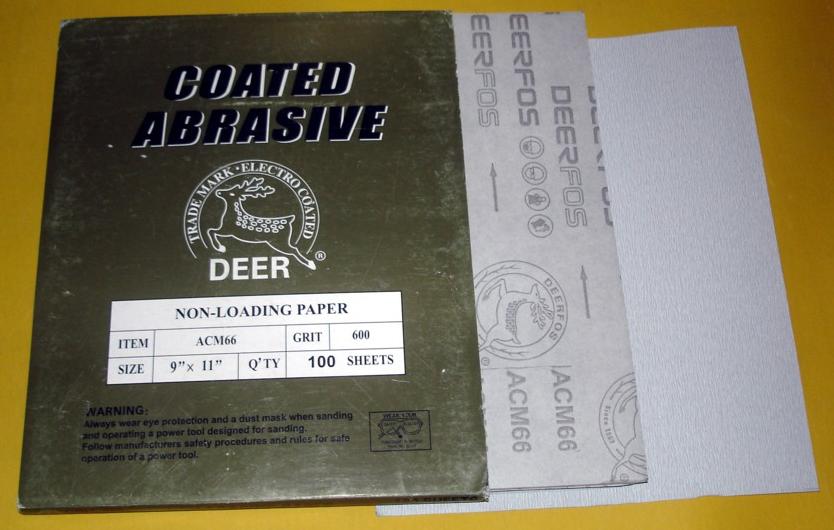 COATED
ABRASIVE
TRADE MARK • ELECTRO COATED
DEER ®
NON-LOADING PAPER
ITEM ACM66 GRIT 600
SIZE 9"× 11" Q'TY 100 SHEETS
WARNING:
Always wear eye protection and a dust mask when sanding
and operating a power tool designed for sanding.
Follow manufacturers safety procedures and rules for safe
operation of a power tool.
EERFOS
EERFOS
DEERFOS
DEERFOS
ACM66
ACM66